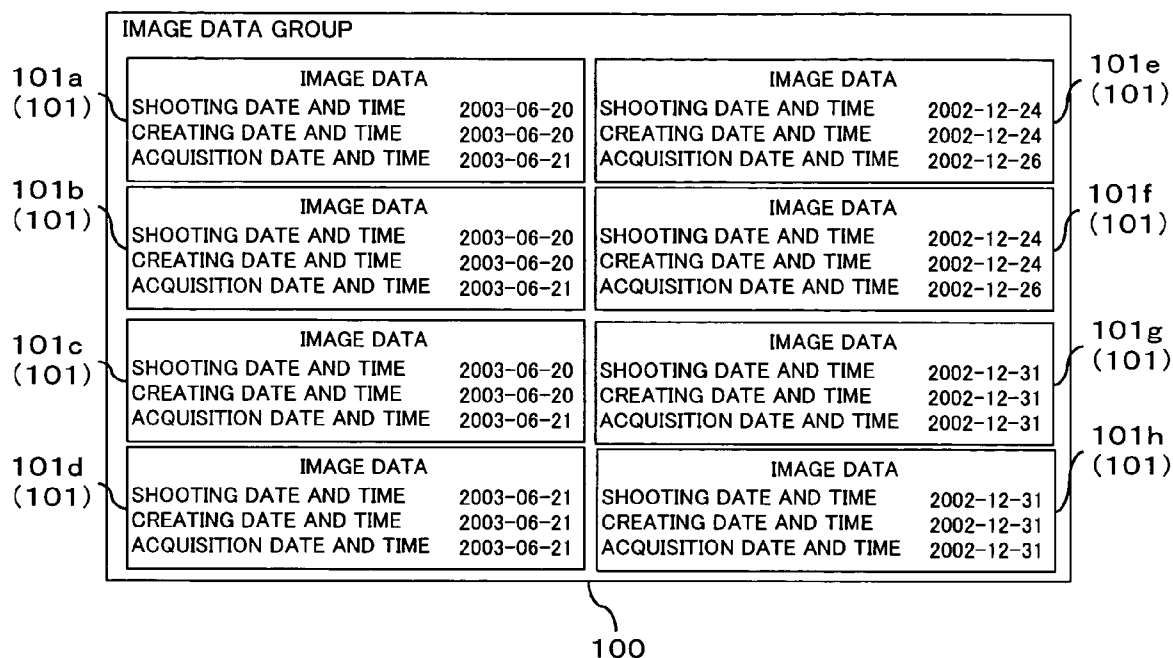 IMAGE DATA GROUP
101a
(101)
IMAGE DATA
SHOOTING DATE AND TIME 2003-06-20
CREATING DATE AND TIME 2003-06-20
ACQUISITION DATE AND TIME 2003-06-21
101b
(101)
IMAGE DATA
SHOOTING DATE AND TIME 2003-06-20
CREATING DATE AND TIME 2003-06-20
ACQUISITION DATE AND TIME 2003-06-21
101c
(101)
IMAGE DATA
SHOOTING DATE AND TIME 2003-06-20
CREATING DATE AND TIME 2003-06-20
ACQUISITION DATE AND TIME 2003-06-21
101d
(101)
IMAGE DATA
SHOOTING DATE AND TIME 2003-06-21
CREATING DATE AND TIME 2003-06-21
ACQUISITION DATE AND TIME 2003-06-21
101e
(101)
IMAGE DATA
SHOOTING DATE AND TIME 2002-12-24
CREATING DATE AND TIME 2002-12-24
ACQUISITION DATE AND TIME 2002-12-26
101f
(101)
IMAGE DATA
SHOOTING DATE AND TIME 2002-12-24
CREATING DATE AND TIME 2002-12-24
ACQUISITION DATE AND TIME 2002-12-26
101g
(101)
IMAGE DATA
SHOOTING DATE AND TIME 2002-12-31
CREATING DATE AND TIME 2002-12-31
ACQUISITION DATE AND TIME 2002-12-31
101h
(101)
IMAGE DATA
SHOOTING DATE AND TIME 2002-12-31
CREATING DATE AND TIME 2002-12-31
ACQUISITION DATE AND TIME 2002-12-31
100